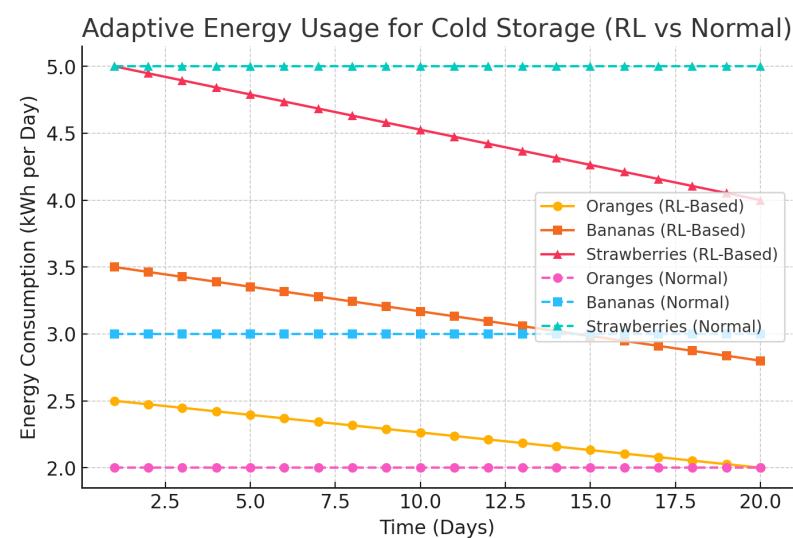 Adaptive Energy Usage for Cold Storage (RL vs Normal)
Energy Consumption (kWh per Day)
5.0
4.5
4.0
3.5
3.0
2.5
2.0
Oranges (RL-Based)
Bananas (RL-Based)
Strawberries (RL-Based)
Oranges (Normal)
Bananas (Normal)
Strawberries (Normal)
2.5 5.0 7.5 10.0 12.5 15.0 17.5 20.0
Time (Days)